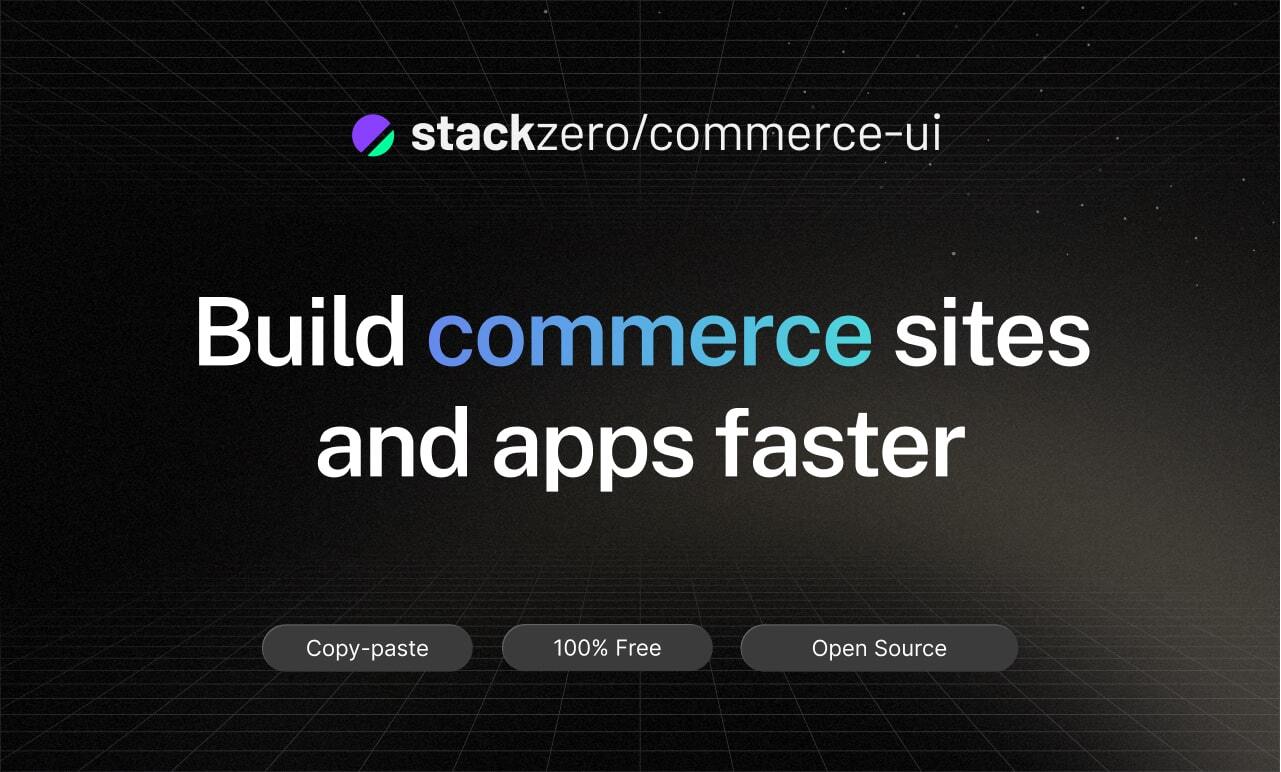 stackzero/commerce-ui
Build commerce sites
and apps faster
Copy-paste
100% Free
Open Source